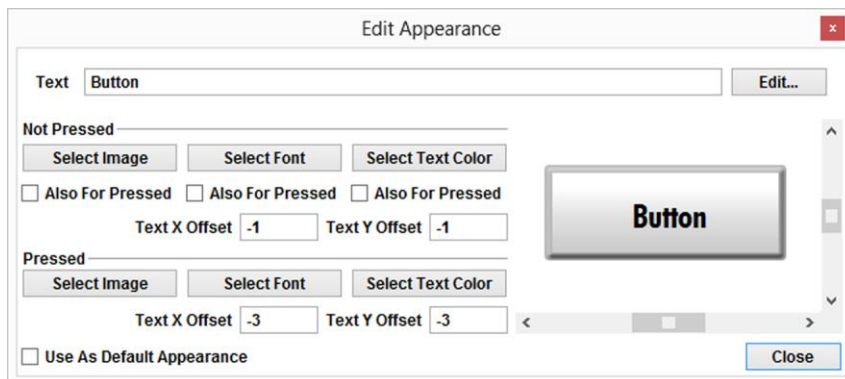 Edit Appearance x
Text Button Edit...
Not Pressed
Select Image Select Font Select Text Color
Also For Pressed Also For Pressed Also For Pressed
Text X Offset -1 Text Y Offset -1
Button
Pressed
Select Image Select Font Select Text Color
Text X Offset -3 Text Y Offset -3
Use As Default Appearance Close